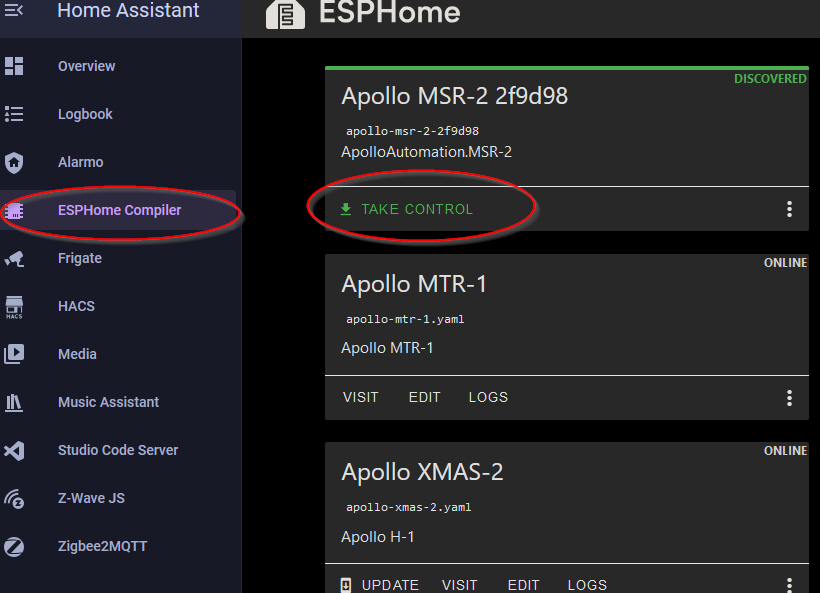 Home Assistant
Overview
Logbook
Alarmo
ESPHome Compiler
Frigate
HACS
HACS
Media
Music Assistant
Studio Code Server
Z-Wave JS
Zigbee2MQTT
ESPHome
DISCOVERED
Apollo MSR-2 2f9d98
apollo-msr-2-2f9d98
ApolloAutomation.MSR-2
TAKE CONTROL
ONLINE
Apollo MTR-1
apollo-mtr-1.yaml
Apollo MTR-1
VISIT EDIT LOGS
ONLINE
Apollo XMAS-2
apollo-xmas-2.yaml
Apollo H-1
UPDATE VISIT EDIT LOGS